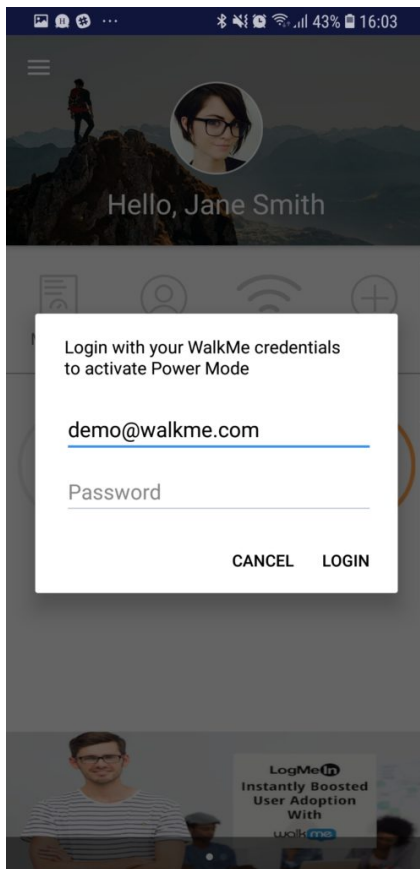 43% 16:03
Hello, Jane Smith
Login with your WalkMe credentials
to activate Power Mode
demo@walkme.com
Password
CANCEL LOGIN
LogMeIn
Instantly Boosted
User Adoption
With
walkme